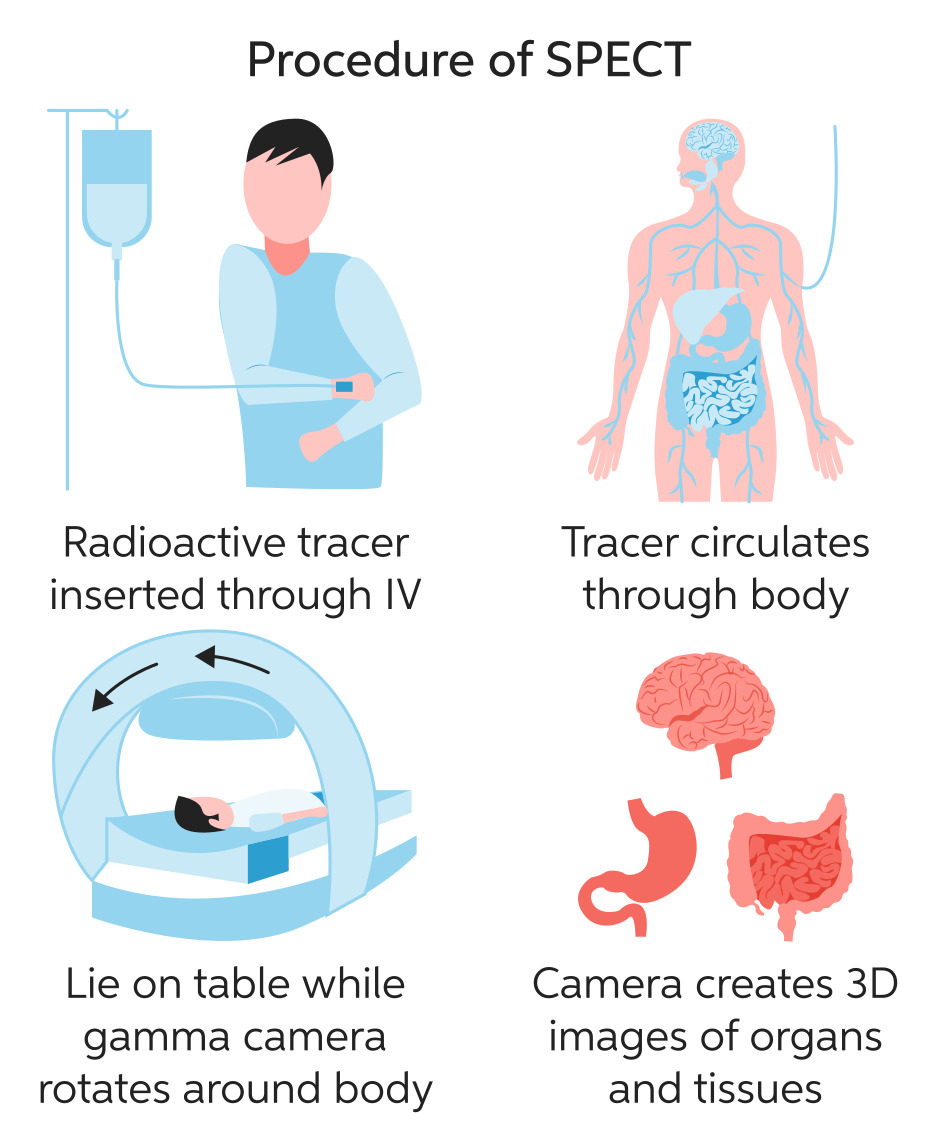 Procedure of SPECT
Radioactive tracer
inserted through IV
Tracer circulates
through body
Lie on table while
gamma camera
rotates around body
Camera creates 3D
images of organs
and tissues